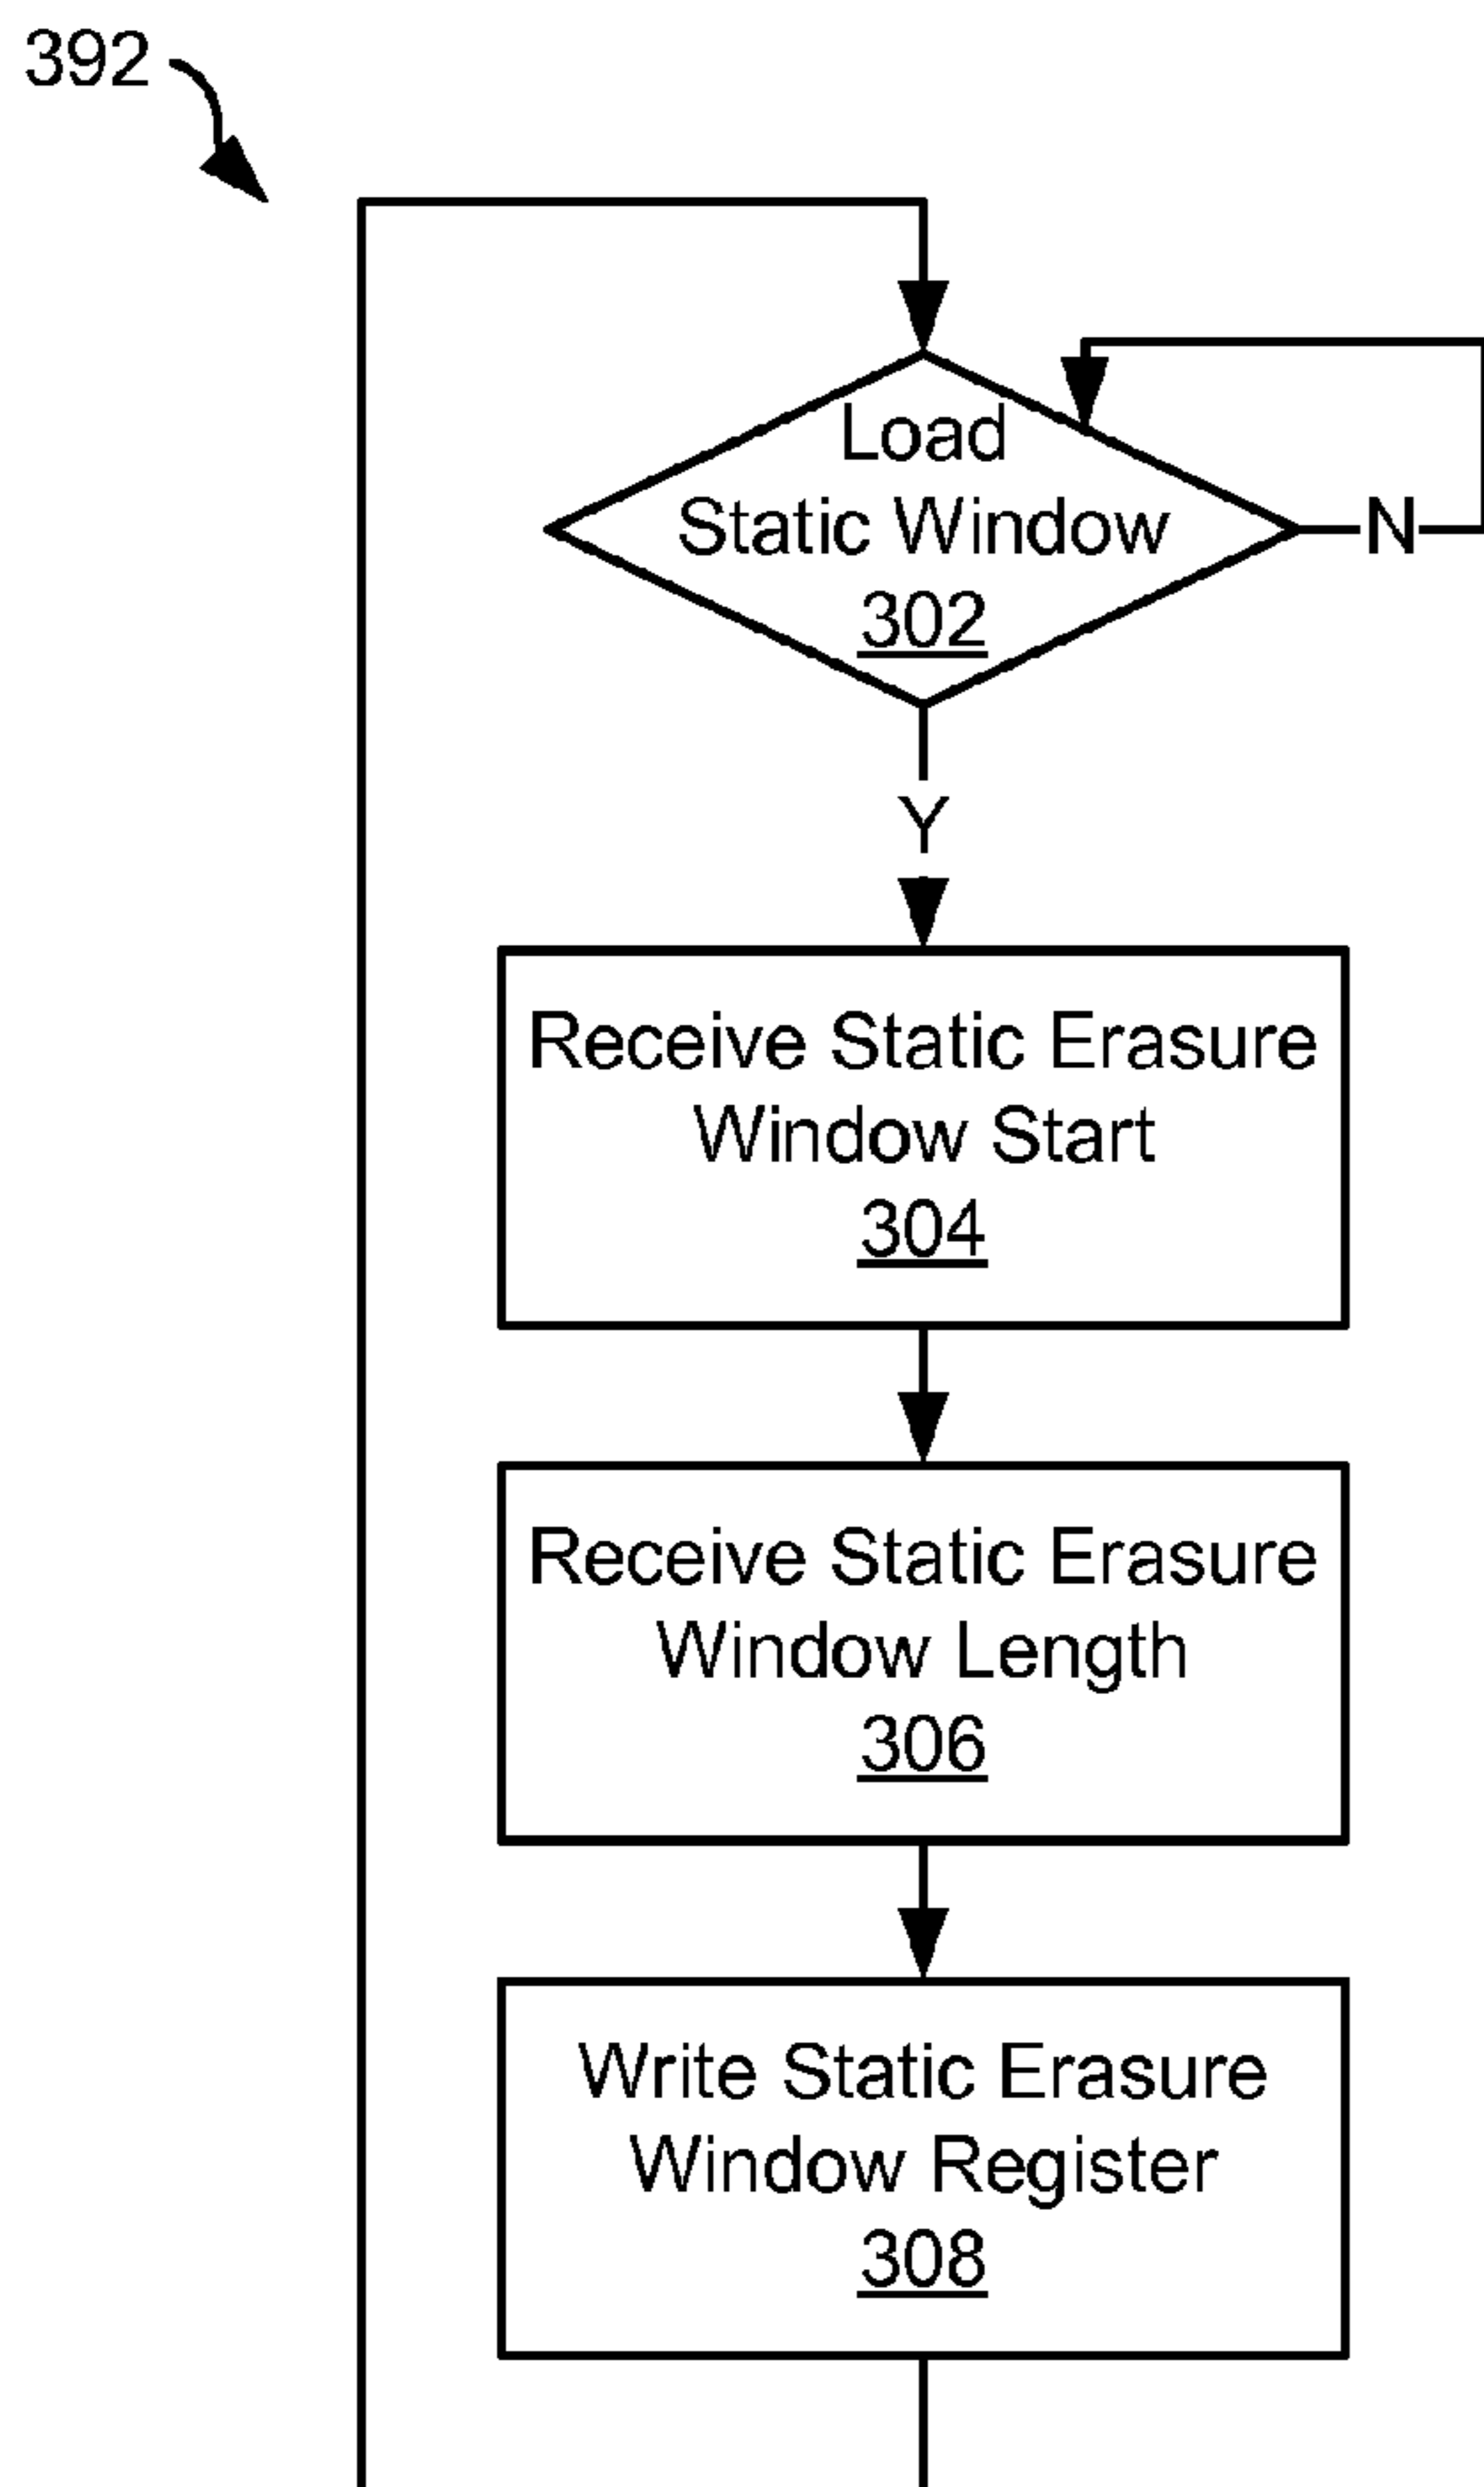 392
Load
Static Window
302
N
Y
Receive Static Erasure
Window Start
304
Receive Static Erasure
Window Length
306
Write Static Erasure
Window Register
308